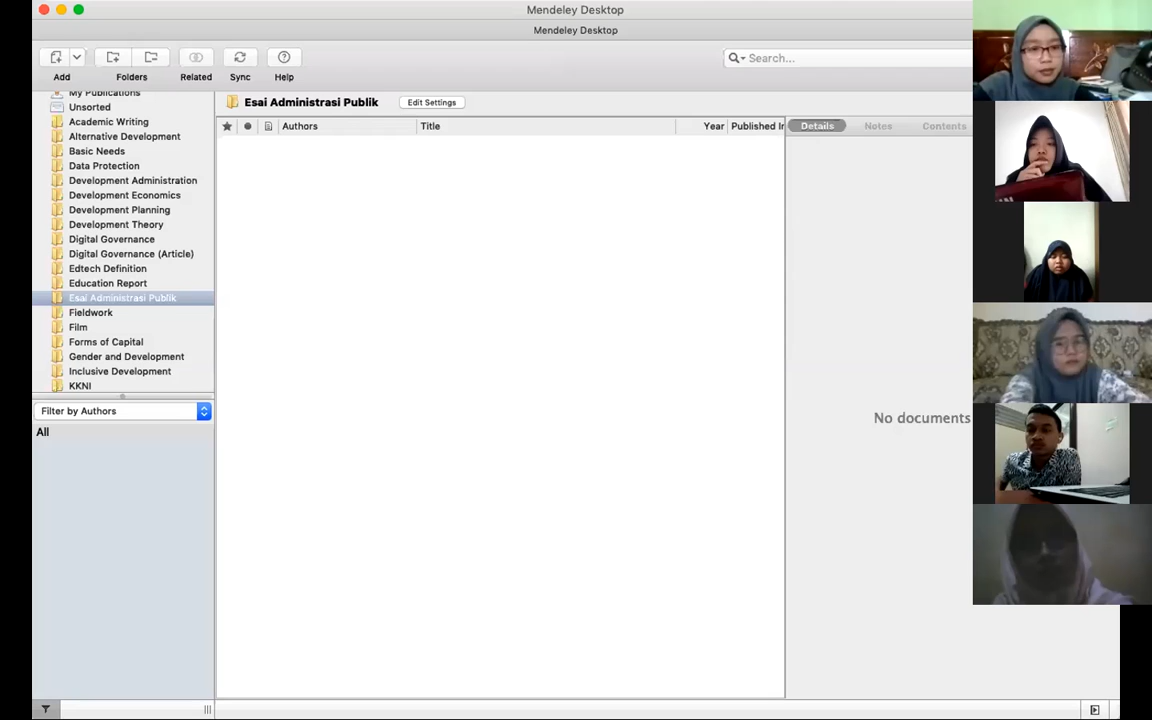 Mendeley Desktop
Mendeley Desktop
Add
Folders
Related
Sync
Help
Search...
My Publications
Unsorted
Academic Writing
Alternative Development
Basic Needs
Data Protection
Development Administration
Development Economics
Development Planning
Development Theory
Digital Governance
Digital Governance (Article)
Edtech Definition
Education Report
Esai Administrasi Publik
Fieldwork
Film
Forms of Capital
Gender and Development
Inclusive Development
KKNI
Filter by Authors
All
Esai Administrasi Publik
Edit Settings
Authors Title Year Published In
Details Notes Contents
No documents